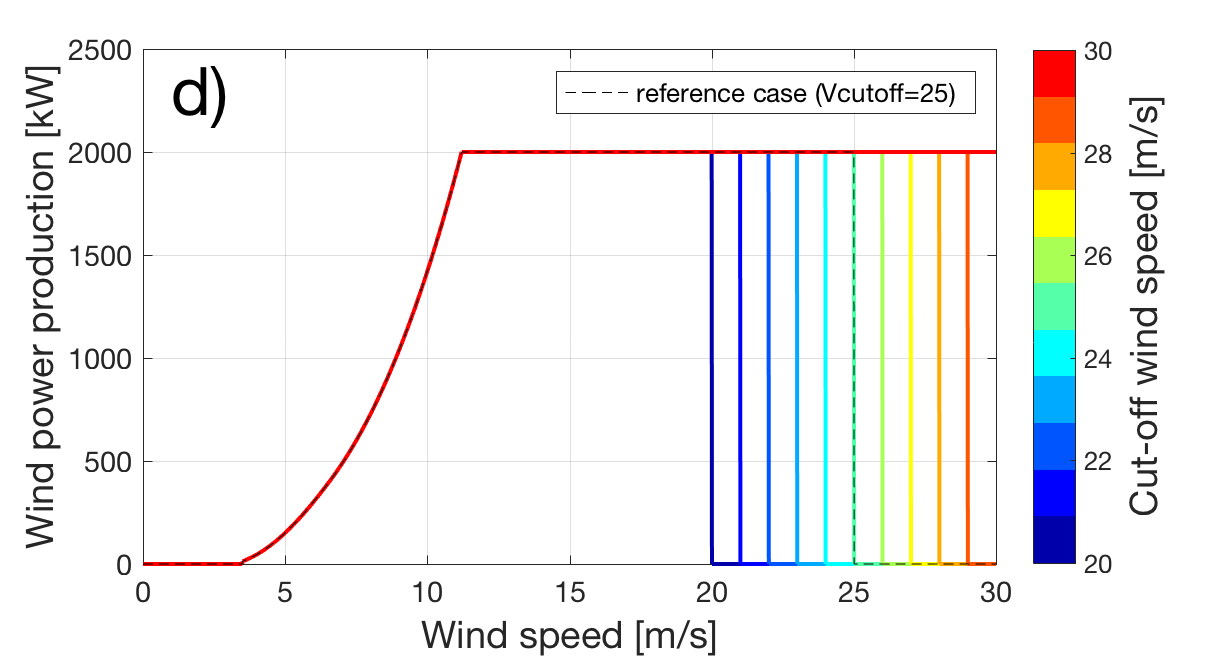 d)
reference case (Vcutoff=25)
Wind power production [kW]
2500
2000
1500
1000
500
0
0 5 10 15 20 25 30
Wind speed [m/s]
30
28
26
24
22
20
Cut-off wind speed [m/s]